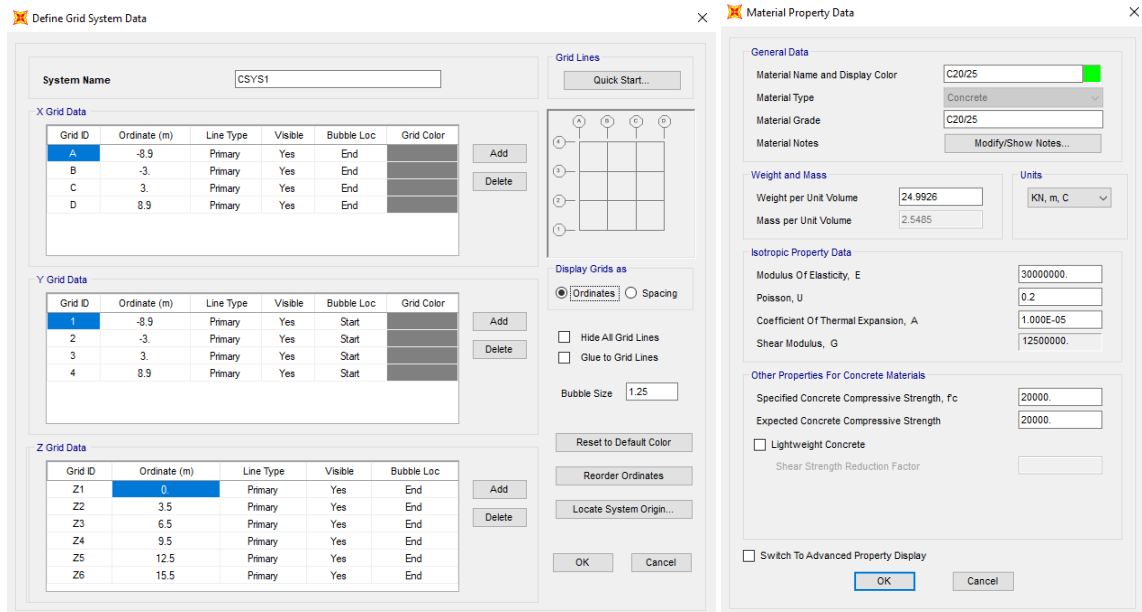 Define Grid System Data
System Name CSYS1
X Grid Data
Grid ID Ordinate (m) Line Type Visible Bubble Loc Grid Color
A -8.9 Primary Yes End
B -3. Primary Yes End
C 3. Primary Yes End
D 8.9 Primary Yes End
Add
Delete
Y Grid Data
Grid ID Ordinate (m) Line Type Visible Bubble Loc Grid Color
1 -8.9 Primary Yes Start
2 -3. Primary Yes Start
3 3. Primary Yes Start
4 8.9 Primary Yes Start
Add
Delete
Z Grid Data
Grid ID Ordinate (m) Line Type Visible Bubble Loc
Z1 0. Primary Yes End
Z2 3.5 Primary Yes End
Z3 6.5 Primary Yes End
Z4 9.5 Primary Yes End
Z5 12.5 Primary Yes End
Z6 15.5 Primary Yes End
Add
Delete
Grid Lines
Quick Start...
A B C D
4
3
2
1
Display Grids as
Ordinates Spacing
Hide All Grid Lines
Glue to Grid Lines
Bubble Size 1.25
Reset to Default Color
Reorder Ordinates
Locate System Origin...
OK Cancel
Material Property Data
General Data
Material Name and Display Color C20/25
Material Type Concrete
Material Grade C20/25
Material Notes Modify/Show Notes...
Weight and Mass
Weight per Unit Volume 24.9926
Mass per Unit Volume 2.5485
Units
KN, m, C
Isotropic Property Data
Modulus Of Elasticity, E 30000000.
Poisson, U 0.2
Coefficient Of Thermal Expansion, A 1.000E-05
Shear Modulus, G 12500000.
Other Properties For Concrete Materials
Specified Concrete Compressive Strength, f'c 20000.
Expected Concrete Compressive Strength 20000.
Lightweight Concrete
Shear Strength Reduction Factor
Switch To Advanced Property Display
OK Cancel